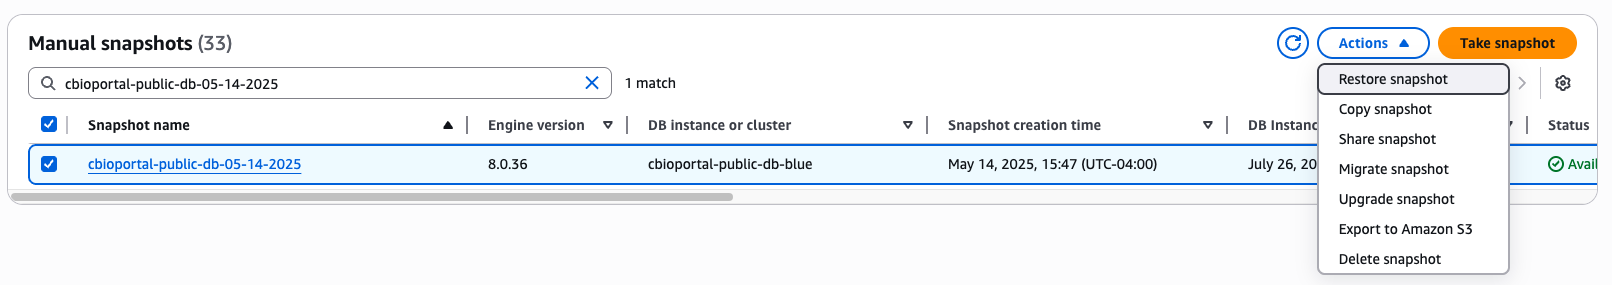 Manual snapshots (33)
Actions
Take snapshot
cbioportal-public-db-05-14-2025
1 match
Restore snapshot
Copy snapshot
Share snapshot
Migrate snapshot
Upgrade snapshot
Export to Amazon S3
Delete snapshot
Snapshot name Engine version DB instance or cluster Snapshot creation time DB Instanc Status
cbioportal-public-db-05-14-2025 8.0.36 cbioportal-public-db-blue May 14, 2025, 15:47 (UTC-04:00) July 26, 20 Avail